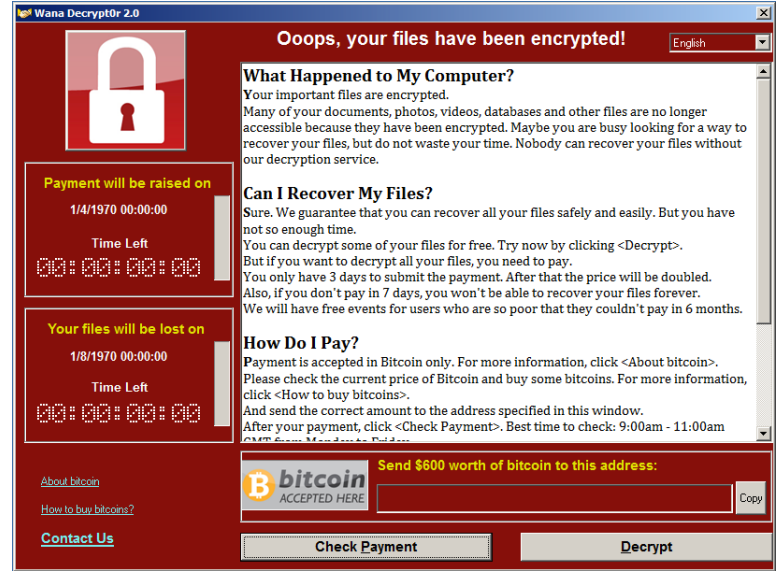 Wana Decrypt0r 2.0
Ooops, your files have been encrypted!
English
What Happened to My Computer?
Your important files are encrypted.
Many of your documents, photos, videos, databases and other files are no longer
accessible because they have been encrypted. Maybe you are busy looking for a way to
recover your files, but do not waste your time. Nobody can recover your files without
our decryption service.
Can I Recover My Files?
Sure. We guarantee that you can recover all your files safely and easily. But you have
not so enough time.
You can decrypt some of your files for free. Try now by clicking <Decrypt>.
But if you want to decrypt all your files, you need to pay.
You only have 3 days to submit the payment. After that the price will be doubled.
Also, if you don't pay in 7 days, you won't be able to recover your files forever.
We will have free events for users who are so poor that they couldn't pay in 6 months.
How Do I Pay?
Payment is accepted in Bitcoin only. For more information, click <About bitcoin>.
Please check the current price of Bitcoin and buy some bitcoins. For more information,
click <How to buy bitcoins>.
And send the correct amount to the address specified in this window.
After your payment, click <Check Payment>. Best time to check: 9:00am - 11:00am
GMT from Monday to Friday.
Payment will be raised on
1/4/1970 00:00:00
Time Left
00:00:00:00
Your files will be lost on
1/8/1970 00:00:00
Time Left
00:00:00:00
About bitcoin
How to buy bitcoins?
Contact Us
bitcoin
ACCEPTED HERE
Send $600 worth of bitcoin to this address:
Copy
Check Payment
Decrypt